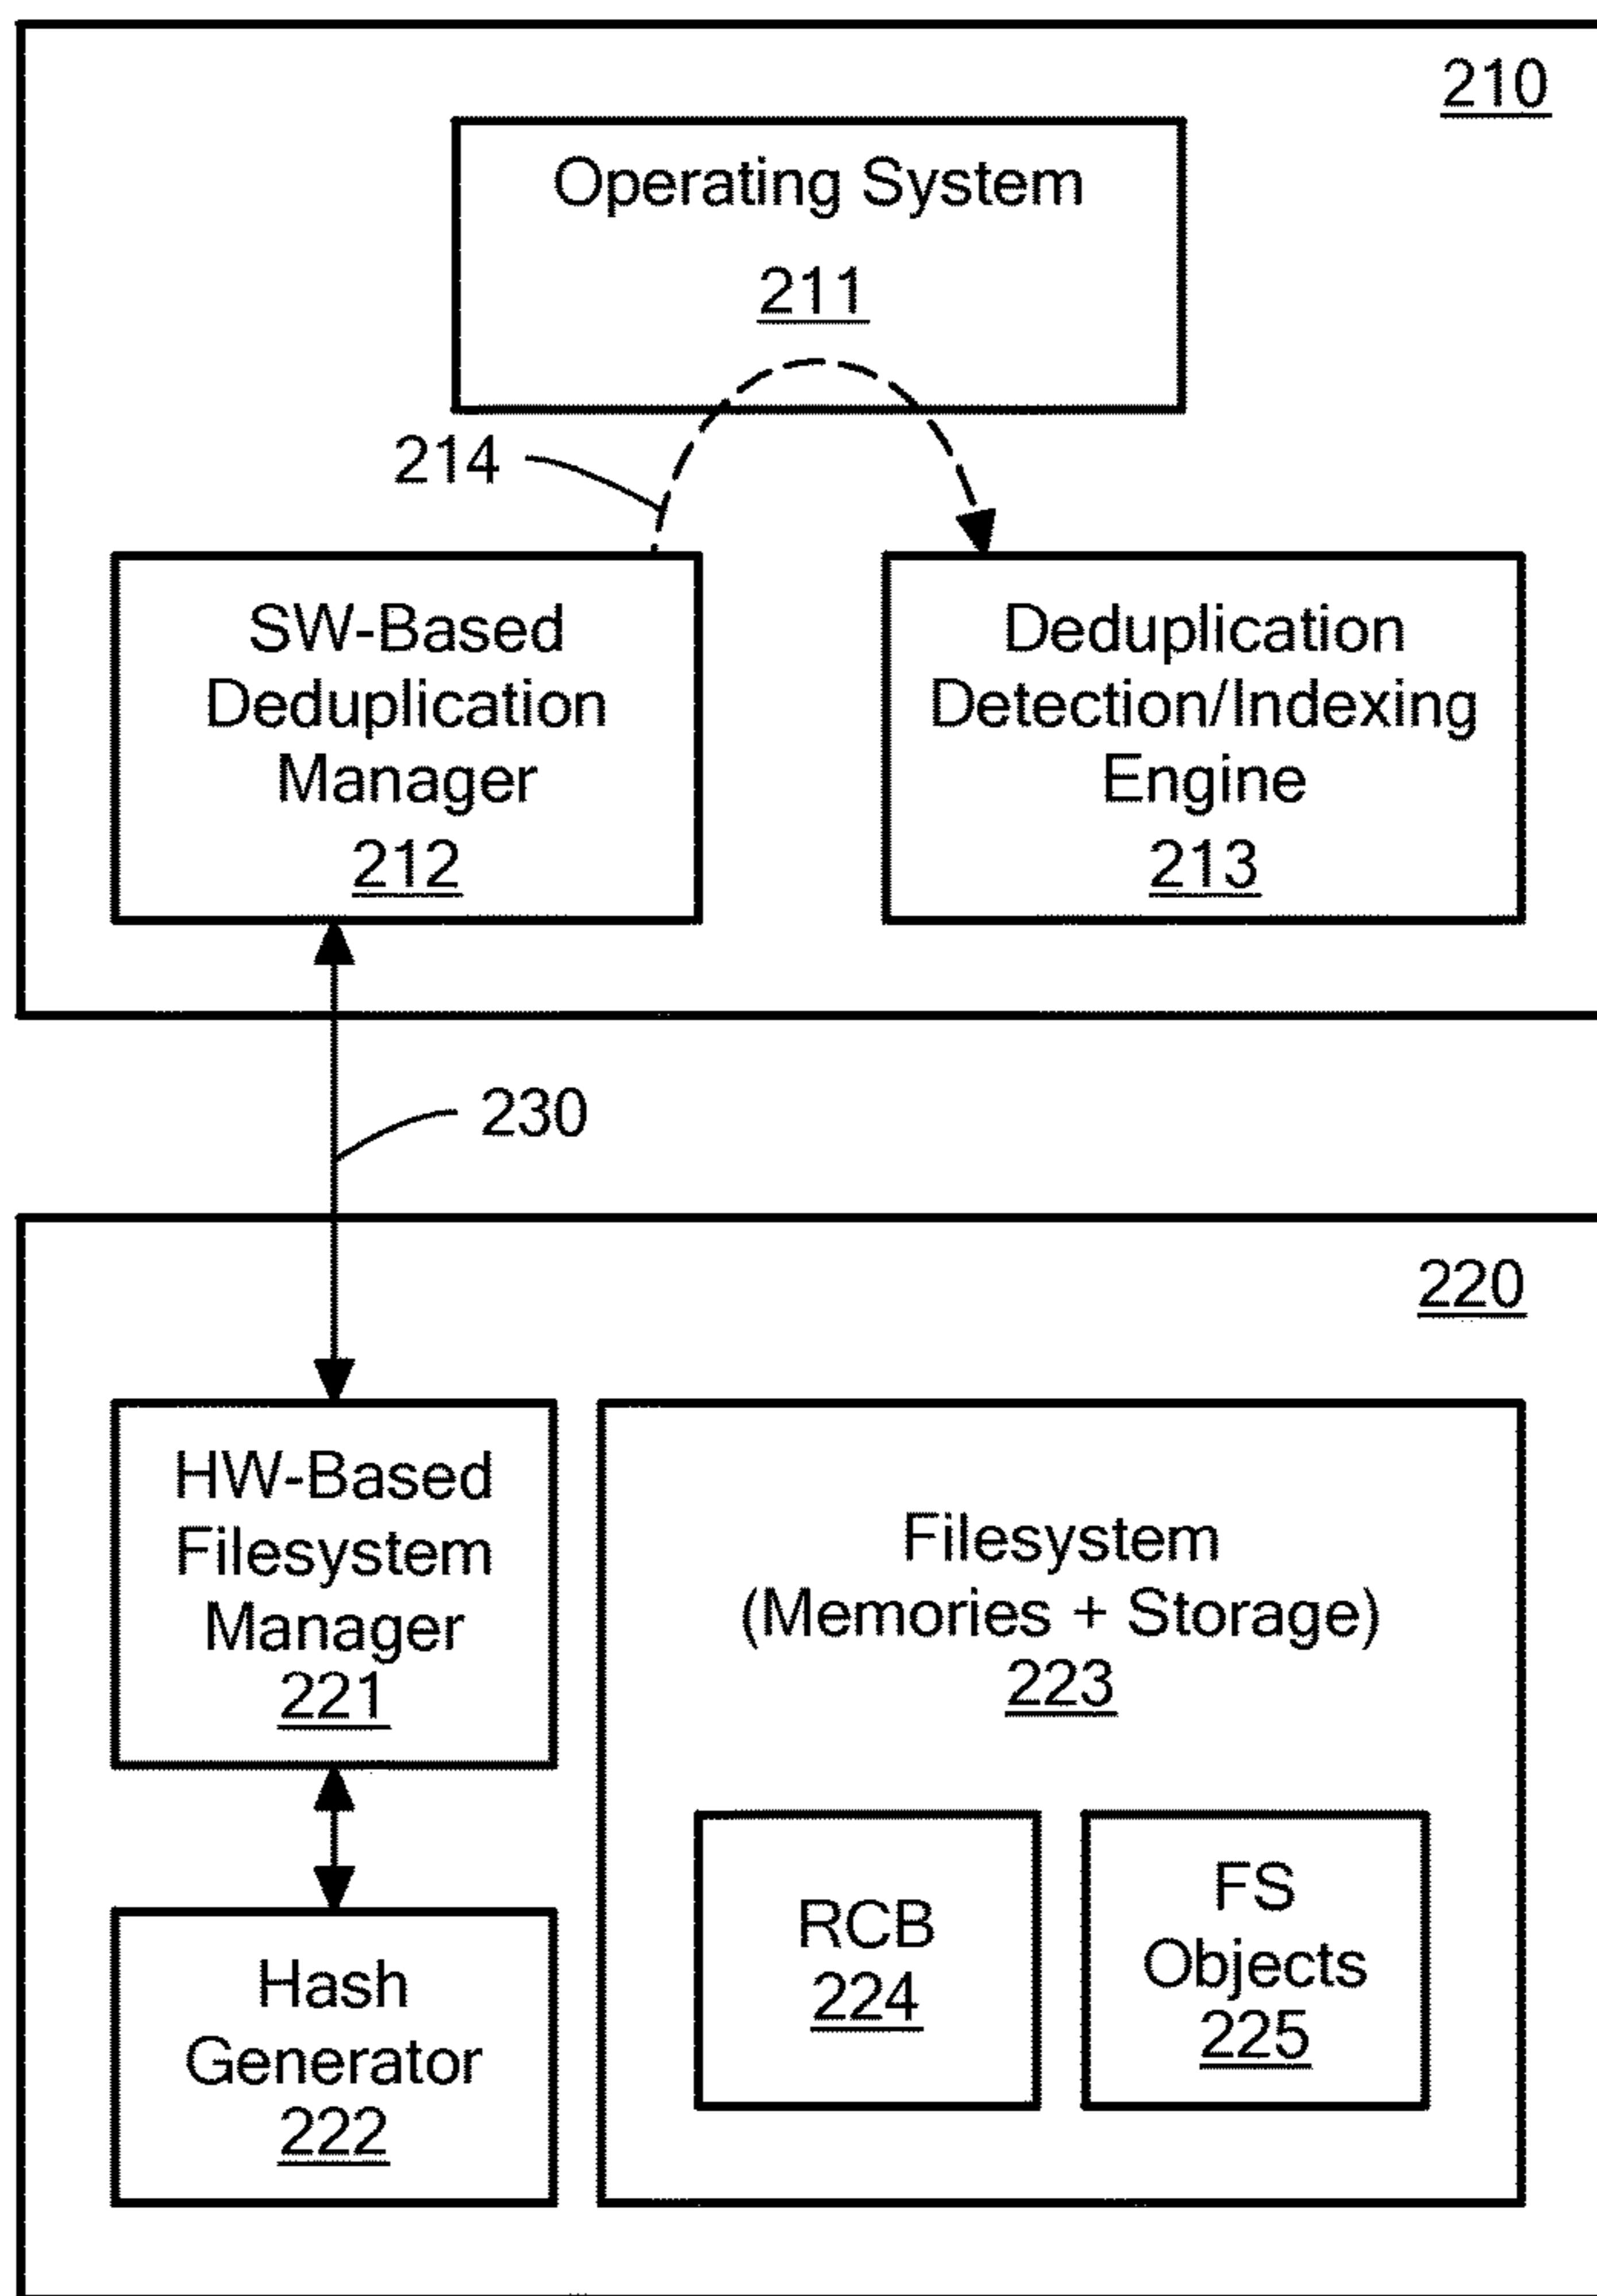 210
Operating System
211
214
SW-Based
Deduplication
Manager
212
Deduplication
Detection/Indexing
Engine
213
230
220
HW-Based
Filesystem
Manager
221
Filesystem
(Memories + Storage)
223
Hash
Generator
222
RCB
224
FS
Objects
225